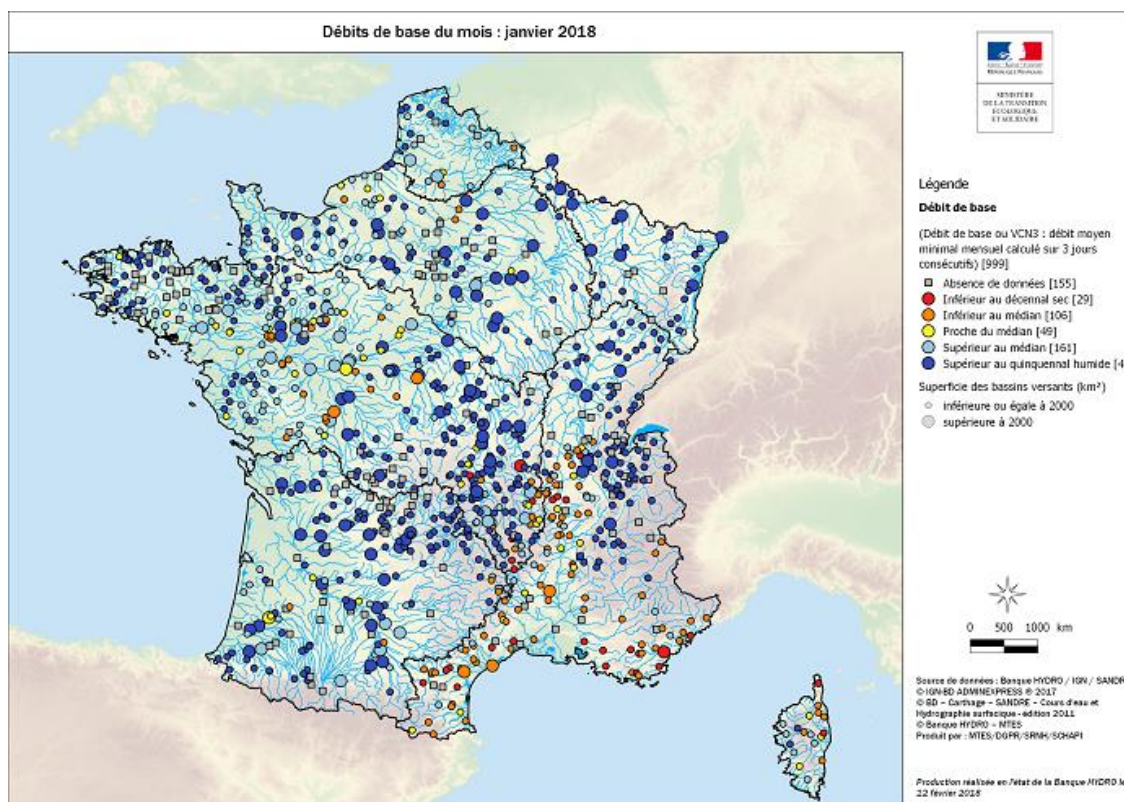 Débits de base du mois : janvier 2018
RÉPUBLIQUE FRANÇAISE
MINISTÈRE
DE LA TRANSITION
ÉCOLOGIQUE
ET SOLIDAIRE
Légende
Débit de base
(Débit de base ou VCN3 : débit moyen
minimal mensuel calculé sur 3 jours
consécutifs) [999]
Absence de données [155]
Inférieur au décennal sec [29]
Inférieur au médian [106]
Proche du médian [49]
Supérieur au médian [161]
Supérieur au quinquennal humide [4
Superficie des bassins versants (km²)
inférieure ou égale à 2000
supérieure à 2000
0 500 1000 km
Source de données : Banque HYDRO / IGN / SANDR
© IGN-BD ADMINEXPRESS ® 2017
© BD – Carthage – SANDRE – Cours d'eau et
Hydrographie surfacique - édition 2011
© Banque HYDRO – MTES
Produit par : MTES/DGPR/SRNH/SCHAPI
Production réalisée en l'état de la Banque HYDRO le
12 février 2018